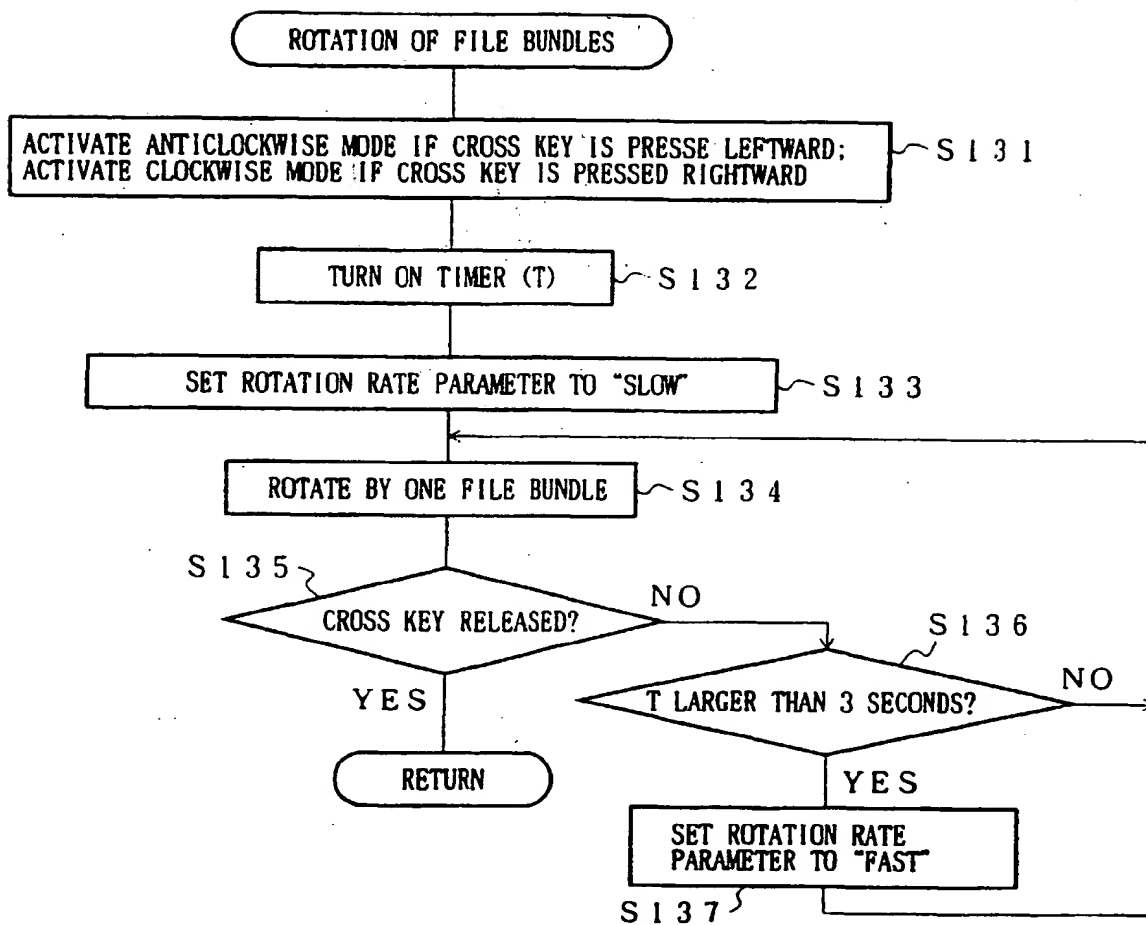 ROTATION OF FILE BUNDLES
ACTIVATE ANTICLOCKWISE MODE IF CROSS KEY IS PRESSE LEFTWARD;
ACTIVATE CLOCKWISE MODE IF CROSS KEY IS PRESSED RIGHTWARD
S131
TURN ON TIMER (T)
S132
SET ROTATION RATE PARAMETER TO "SLOW"
S133
ROTATE BY ONE FILE BUNDLE
S134
S135
CROSS KEY RELEASED?
NO
YES
RETURN
S136
T LARGER THAN 3 SECONDS?
NO
YES
SET ROTATION RATE
PARAMETER TO "FAST"
S137